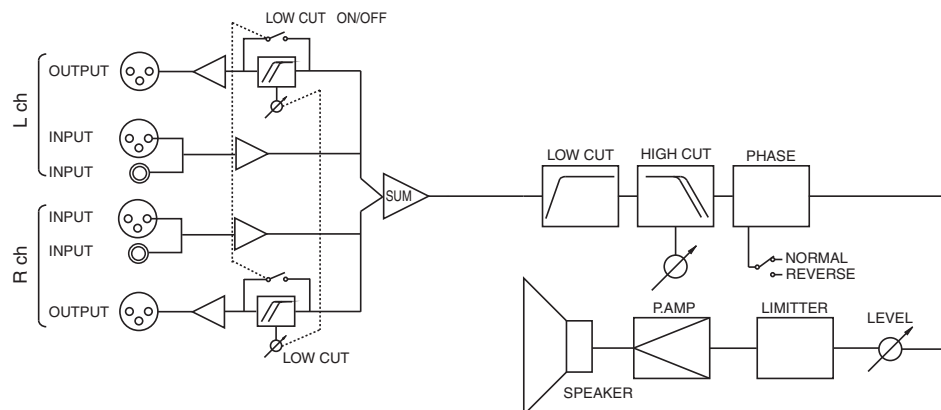 LOW CUT ON/OFF
L ch
OUTPUT
INPUT
INPUT
R ch
INPUT
INPUT
OUTPUT
LOW CUT
SUM
LOW CUT
HIGH CUT
PHASE
NORMAL
REVERSE
SPEAKER
P.AMP
LIMITTER
LEVEL